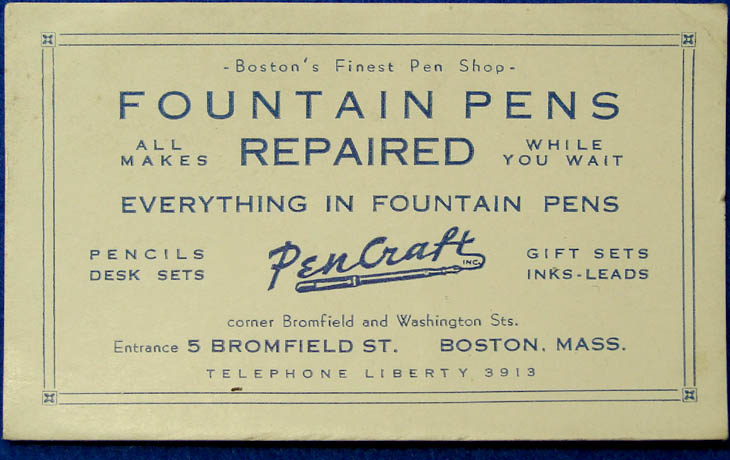 -Boston's Finest Pen Shop-
FOUNTAIN PENS
ALL MAKES REPAIRED WHILE YOU WAIT
EVERYTHING IN FOUNTAIN PENS
PENCILS
DESK SETS
PenCraft INC.
GIFT SETS
INKS-LEADS
corner Bromfield and Washington Sts.
Entrance 5 BROMFIELD ST. BOSTON, MASS.
TELEPHONE LIBERTY 3913